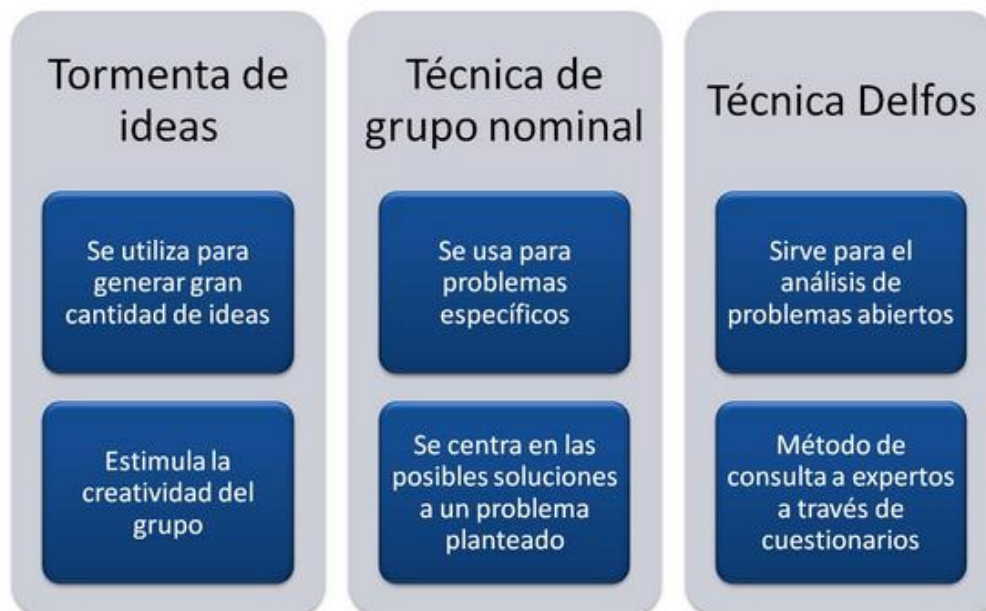 Tormenta de
ideas
Se utiliza para
generar gran
cantidad de ideas
Estimula la
creatividad del
grupo
Técnica de
grupo nominal
Se usa para
problemas
específicos
Se centra en las
posibles soluciones
a un problema
planteado
Técnica Delfos
Sirve para el
análisis de
problemas abiertos
Método de
consulta a expertos
a través de
cuestionarios